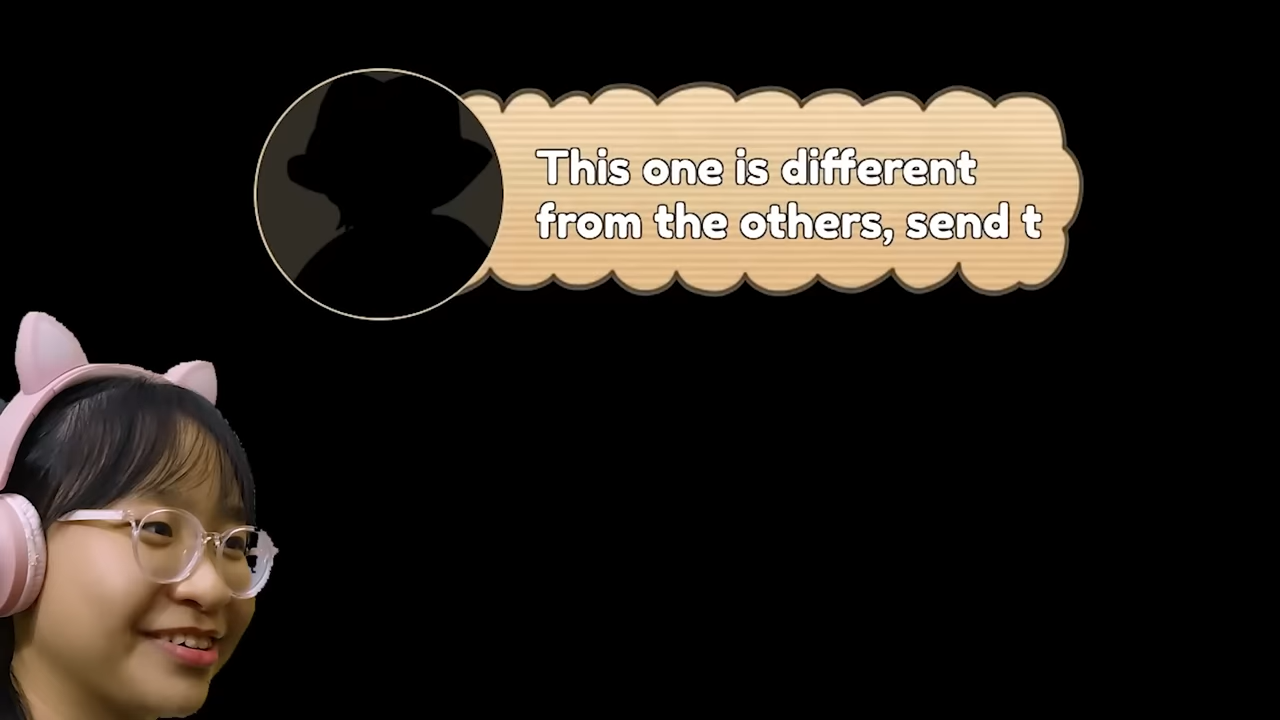 This one is different
from the others, send t